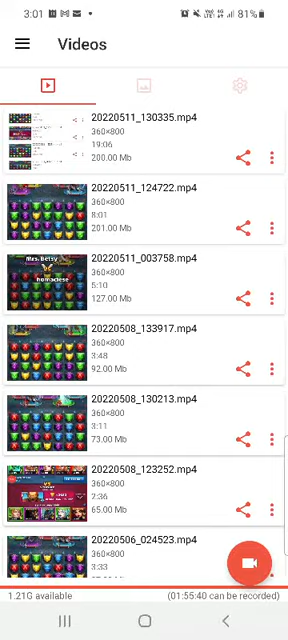 3:01
81%
Videos
20220511_130335.mp4
360×800
19:06
200.00 Mb
20220511_124722.mp4
360×800
8:01
201.00 Mb
Mrs. Betsy
20220511_003758.mp4
360×800
5:10
127.00 Mb
20220508_133917.mp4
360×800
3:48
92.00 Mb
20220508_130213.mp4
360×800
3:11
73.00 Mb
20220508_123252.mp4
360×800
2:36
65.00 Mb
20220506_024523.mp4
360×800
3:33
1.21G available
(01:55:40 can be recorded)